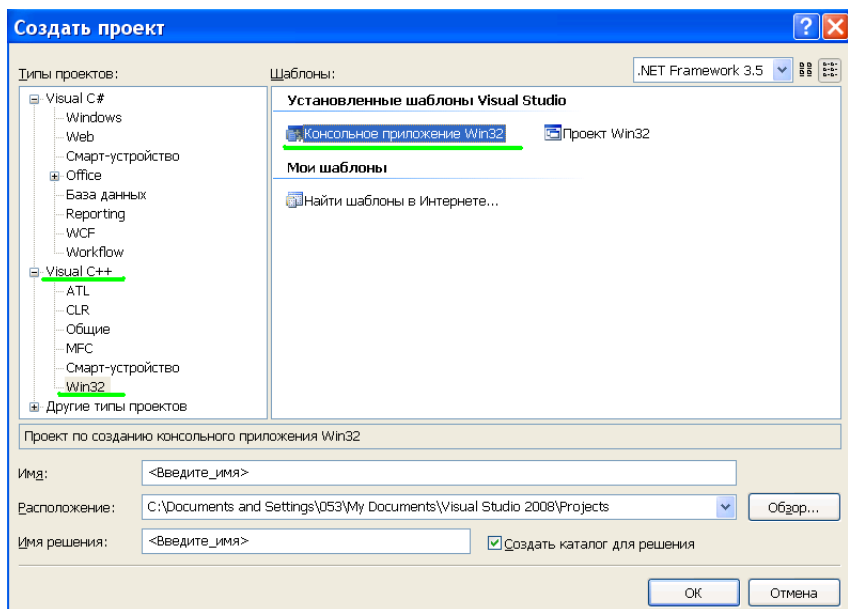 Создать проект
Типы проектов:
Шаблоны:
.NET Framework 3.5
Visual C#
Windows
Web
Смарт-устройство
Office
База данных
Reporting
WCF
Workflow
Visual C++
ATL
CLR
Общие
MFC
Смарт-устройство
Win32
Другие типы проектов
Установленные шаблоны Visual Studio
Консольное приложение Win32
Проект Win32
Мои шаблоны
Найти шаблоны в Интернете...
Проект по созданию консольного приложения Win32
Имя:
<Введите_имя>
Расположение:
C:\Documents and Settings\053\My Documents\Visual Studio 2008\Projects
Обзор...
Имя решения:
<Введите_имя>
Создать каталог для решения
ОК
Отмена